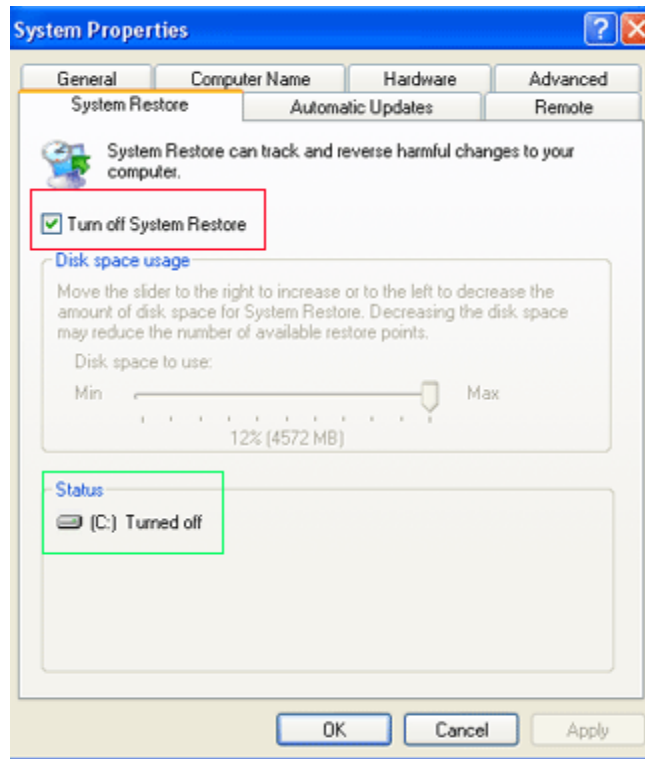 System Properties
General Computer Name Hardware Advanced
System Restore Automatic Updates Remote
System Restore can track and reverse harmful changes to your
computer.
Turn off System Restore
Disk space usage
Move the slider to the right to increase or to the left to decrease the
amount of disk space for System Restore. Decreasing the disk space
may reduce the number of available restore points.
Disk space to use:
Min Max
12% (4572 MB)
Status
(C:) Turned off
OK Cancel Apply